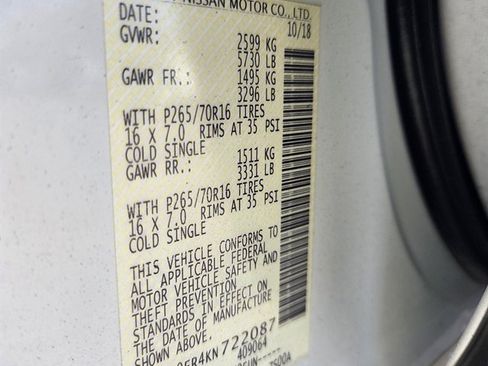 NISSAN MOTOR CO., LTD.
DATE: 10/18
GVWR: 2599 KG
5730 LB
GAWR FR: 1495 KG
3296 LB
WITH P265/70R16 TIRES
16 X 7.0 RIMS AT 35 PSI
COLD SINGLE
GAWR RR.: 1511 KG
3331 LB
WITH P265/70R16 TIRES
16 X 7.0 RIMS AT 35 PSI
COLD SINGLE
THIS VEHICLE CONFORMS TO
ALL APPLICABLE FEDERAL
MOTOR VEHICLE SAFETY AND
THEFT PREVENTION
STANDARDS IN EFFECT ON
THE DATE OF MANUFACTURE
SHOWN ABOVE.
ER4KN722087
409064